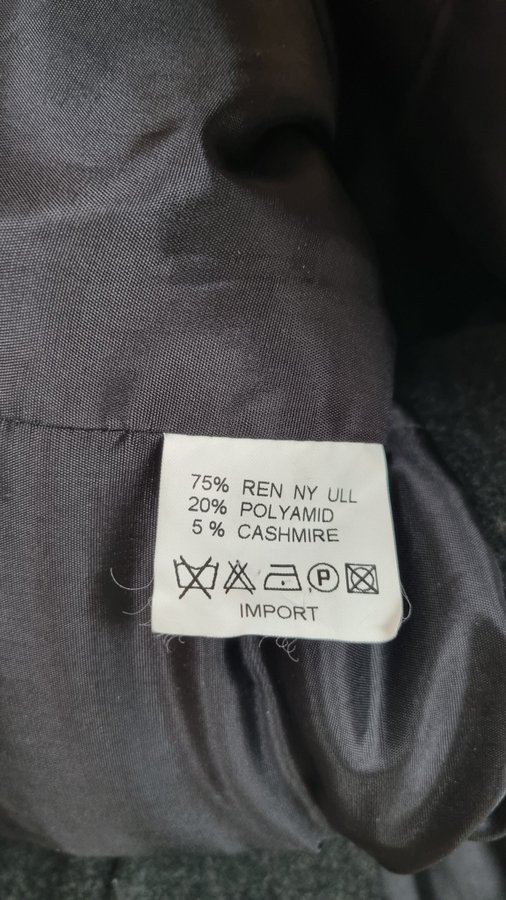 75% REN NY ULL
20% POLYAMID
5 % CASHMIRE
P
IMPORT